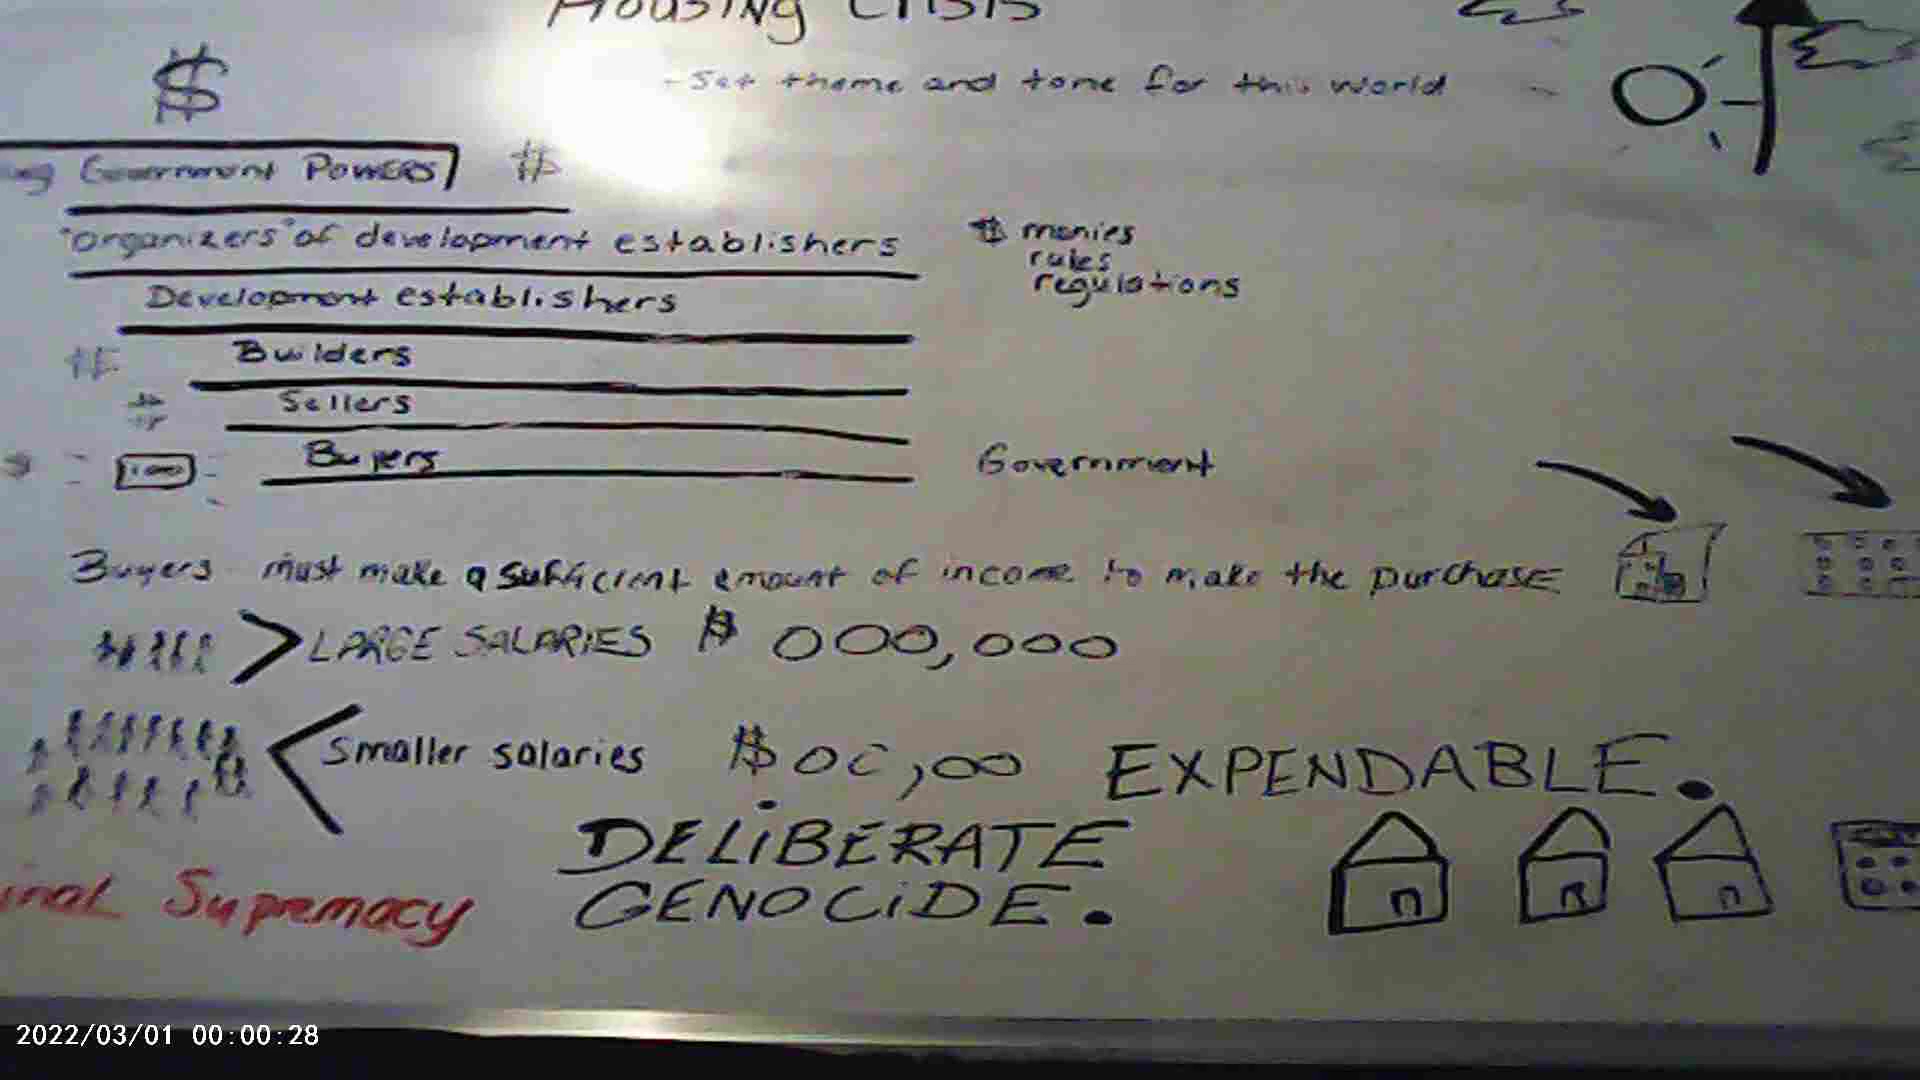 Housing Crisis
$
- Set theme and tone for this world
Government Powers $
"organizers" of development establishers
$ monies
rules
regulations
Development establishers
Builders
Sellers
100 Buyers
Government
Buyers must make a sufficient amount of income to make the purchase
> LARGE SALARIES $ 000,000
< Smaller salaries $ 00,00 EXPENDABLE.
DELiBERATE
GENOCiDE.
Supremacy
2022/03/01 00:00:28